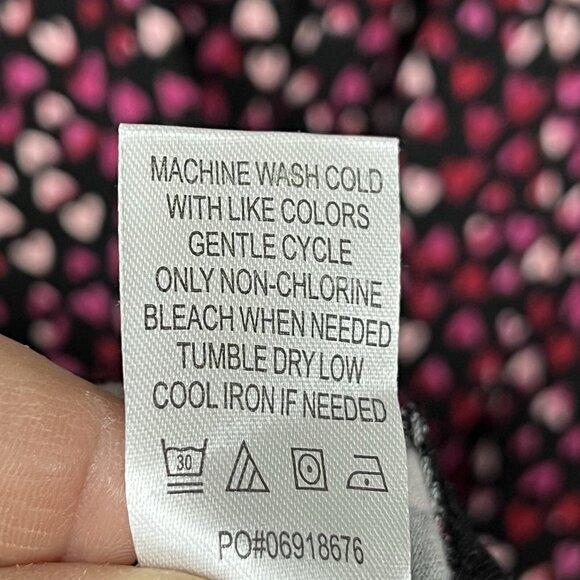 MACHINE WASH COLD
WITH LIKE COLORS
GENTLE CYCLE
ONLY NON-CHLORINE
BLEACH WHEN NEEDED
TUMBLE DRY LOW
COOL IRON IF NEEDED
30
PO#06918676